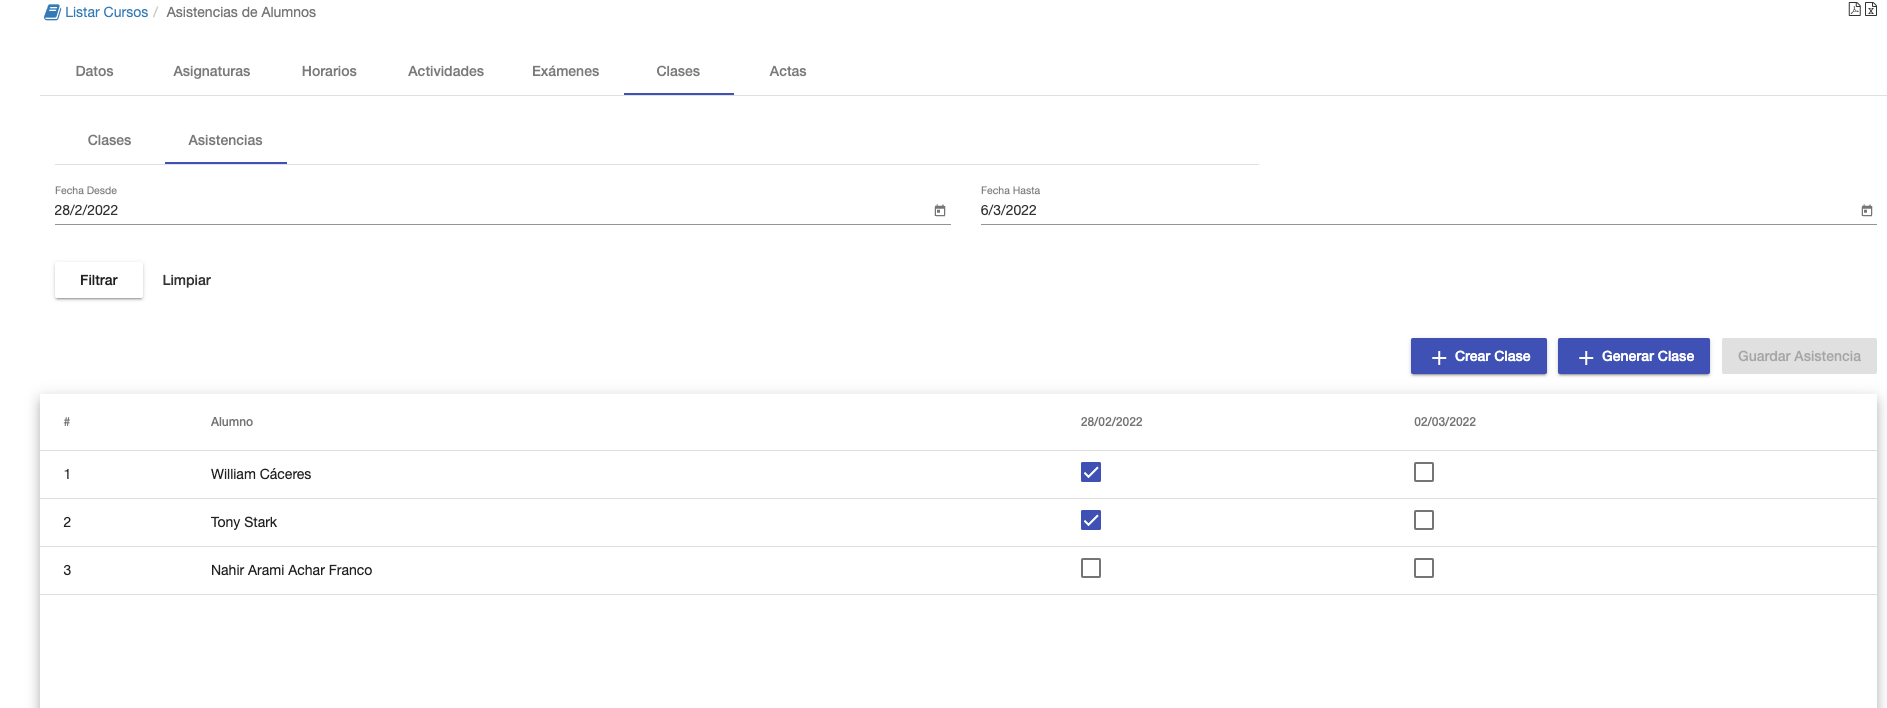 Listar Cursos / Asistencias de Alumnos
Datos Asignaturas Horarios Actividades Exámenes Clases Actas
Clases Asistencias
Fecha Desde Fecha Hasta
28/2/2022 6/3/2022
Filtrar Limpiar
+ Crear Clase + Generar Clase Guardar Asistencia
# Alumno 28/02/2022 02/03/2022
1 William Cáceres
2 Tony Stark
3 Nahir Arami Achar Franco